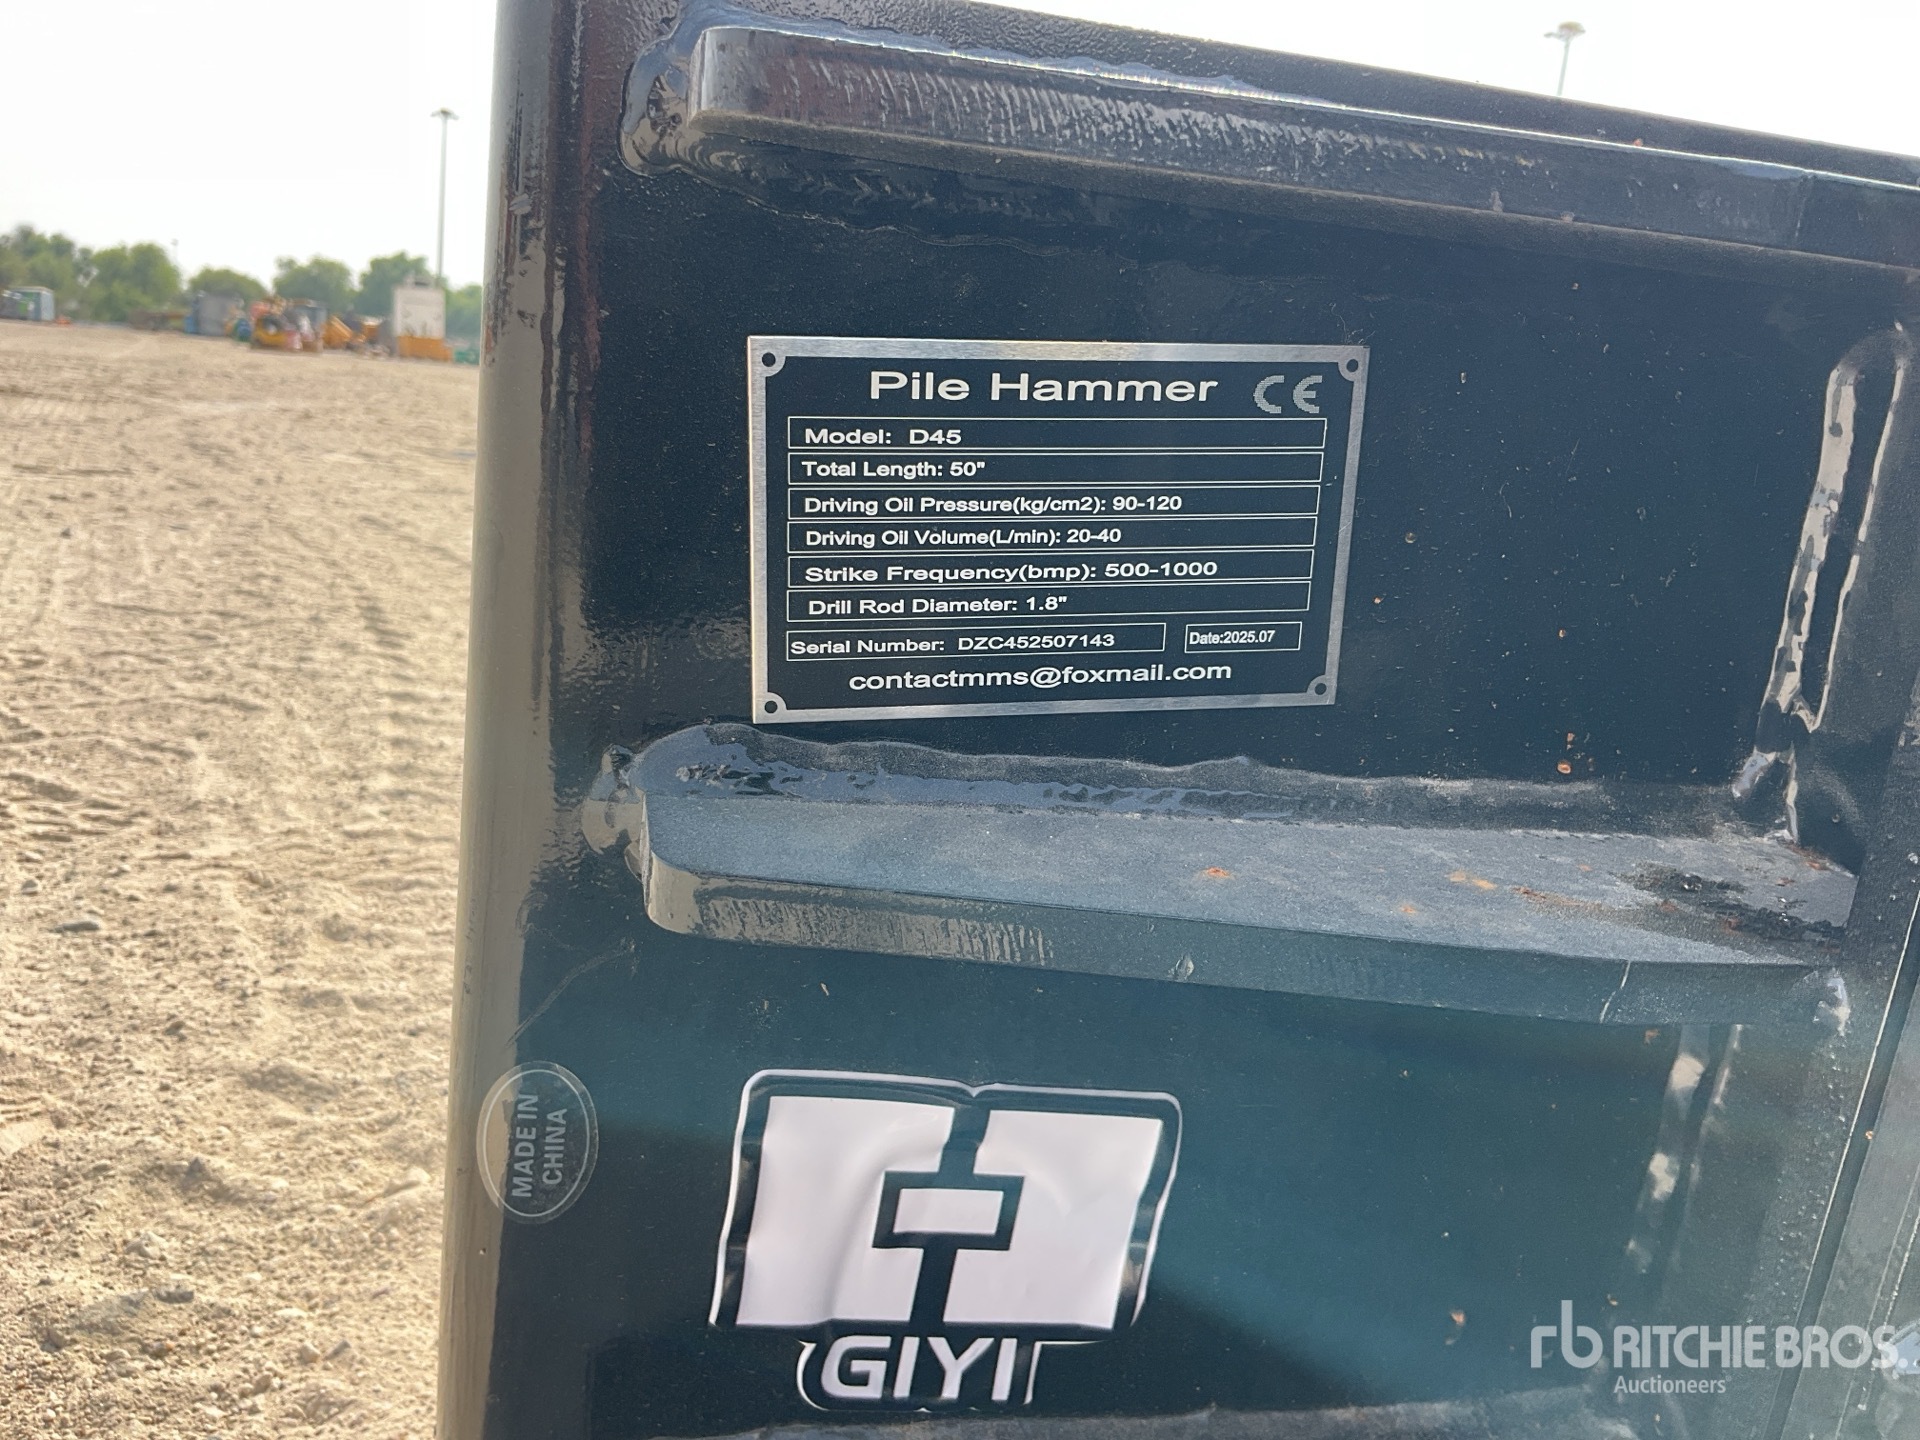 Pile Hammer CE
Model: D45
Total Length: 50"
Driving Oil Pressure(kg/cm2): 90-120
Driving Oil Volume(L/min): 20-40
Strike Frequency(bmp): 500-1000
Drill Rod Diameter: 1.8"
Serial Number: DZC452507143 Date:2025.07
contactmms@foxmail.com
MADE IN
CHINA
GIYI
rb RITCHIE BROS.
Auctioneers